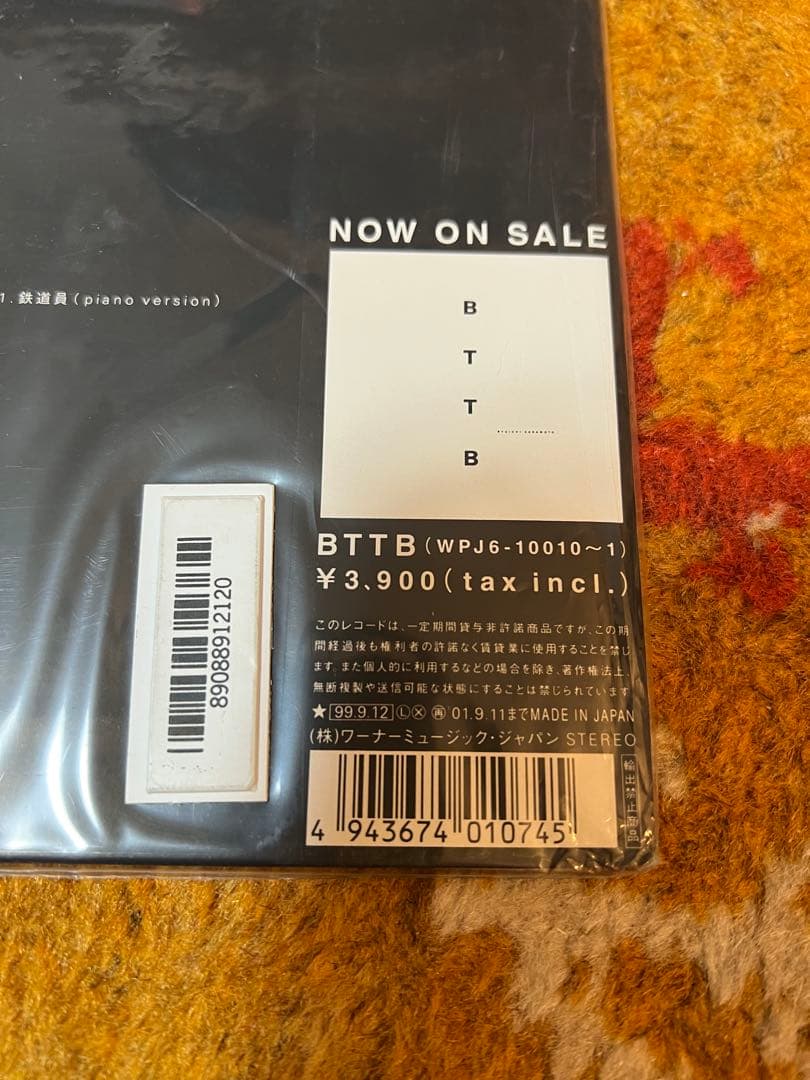 1.鉄道員(piano version)
NOW ON SALE
B
T
T
B
RYUICHI SAKAMOTO
BTTB(WPJ6-10010〜1)
¥3,900(tax incl.)
このレコードは、一定期間貸与非許諾商品ですが、この期
間経過後も権利者の許諾なく賃貸業に使用することを禁じ
ます。また個人的に利用するなどの場合を除き、著作権法上、
無断複製や送信可能な状態にすることは禁じられています。
★ 99.9.12 Ⓛ Ⓧ ㊞ 01.9.11までMADE IN JAPAN
(株)ワーナーミュージック・ジャパン STEREO
輸出禁止商品
4 943674 010745
89088912120